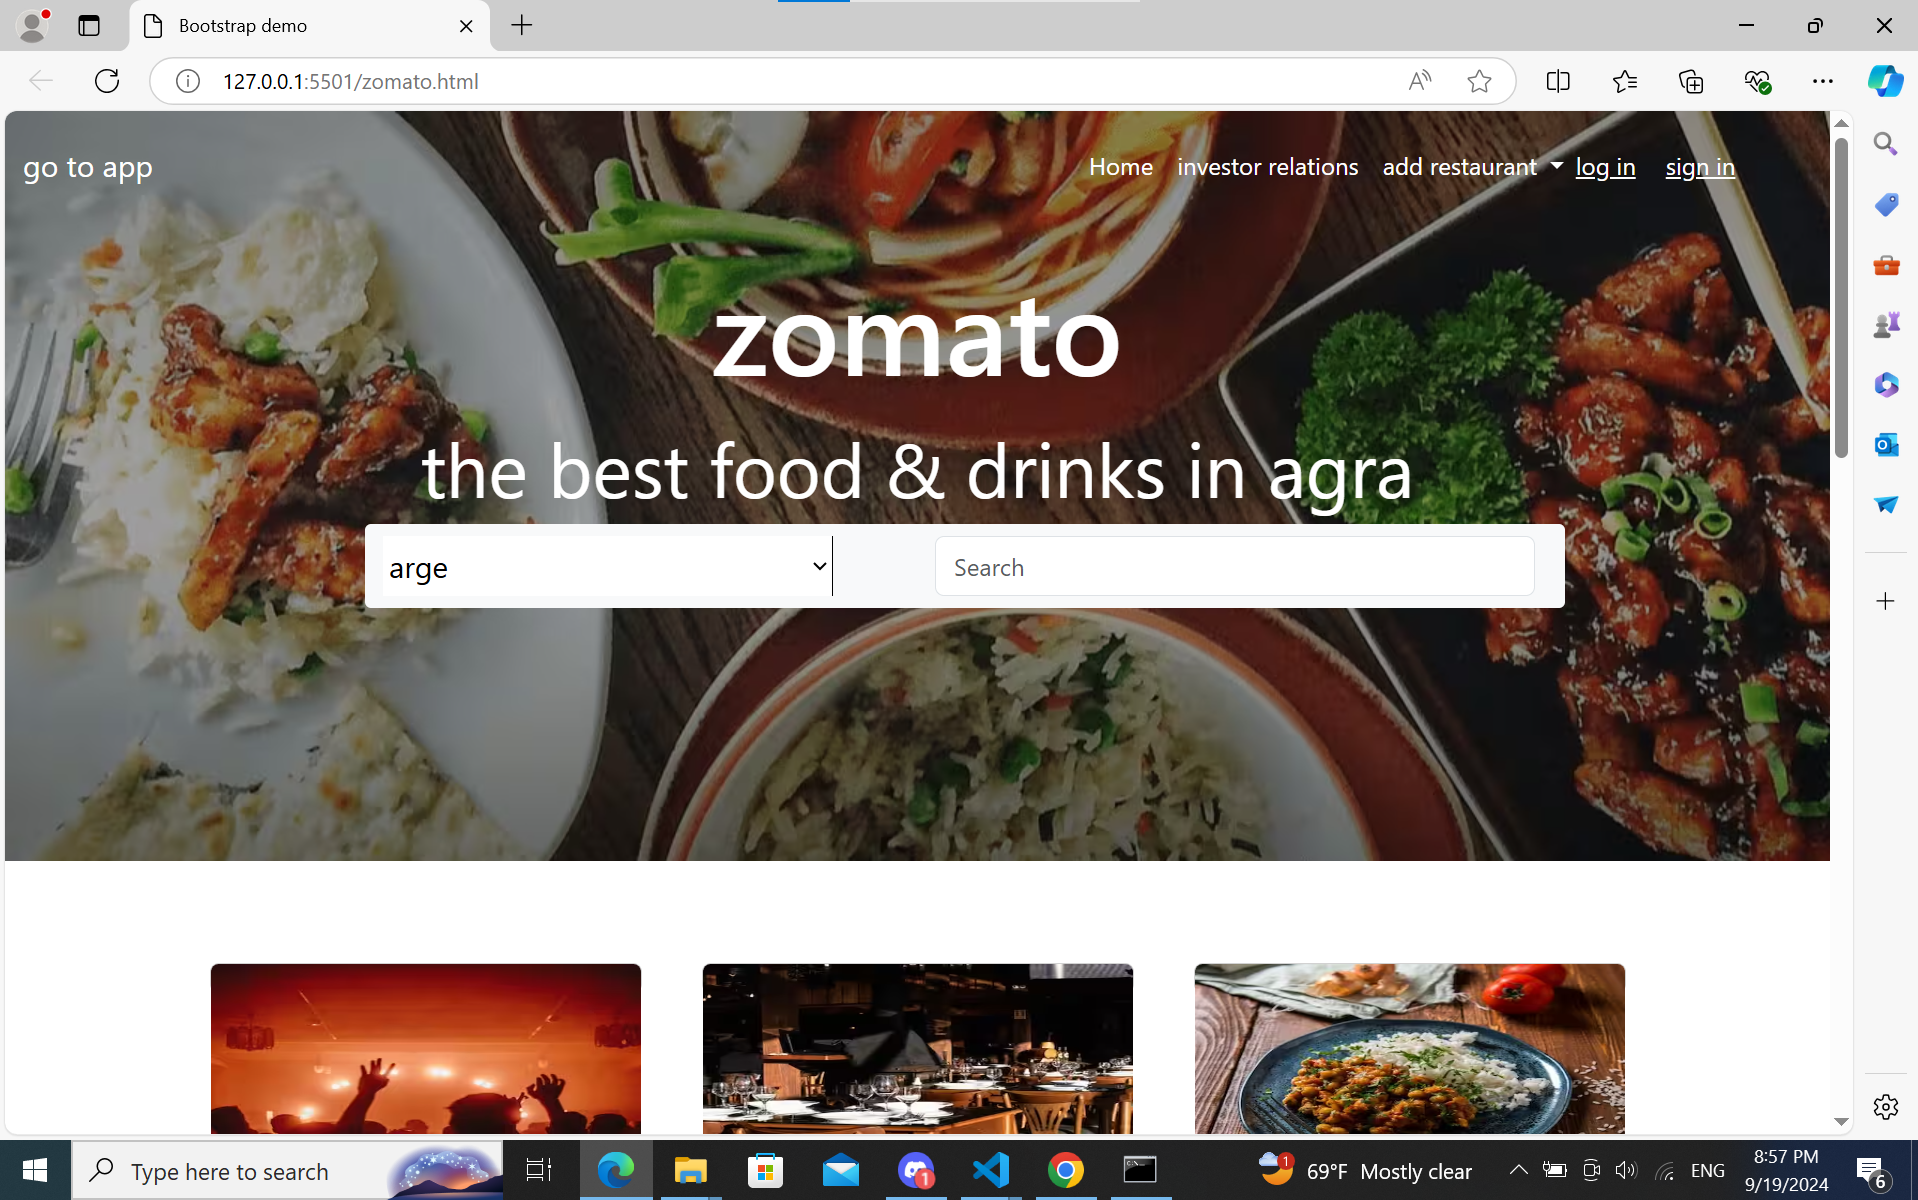 Bootstrap demo
127.0.0.1:5501/zomato.html
go to app
Home investor relations add restaurant log in sign in
zomato
the best food & drinks in agra
arge
Search
Type here to search
1
1
69°F Mostly clear
ENG
8:57 PM
9/19/2024
6